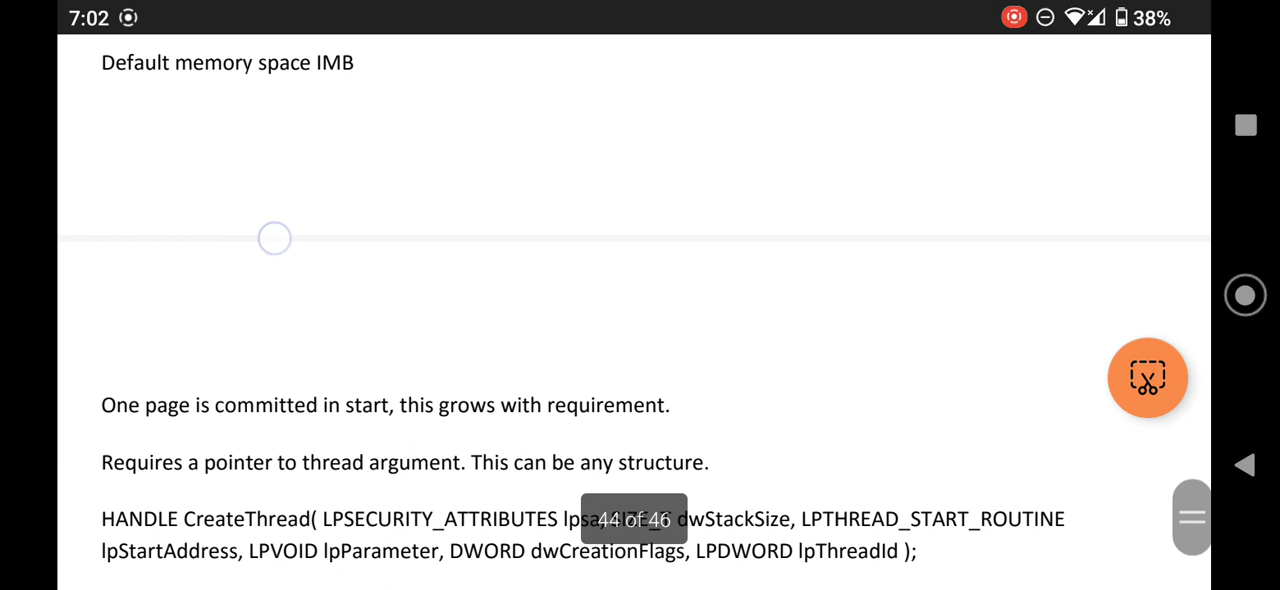 7:02
38%
Default memory space IMB
One page is committed in start, this grows with requirement.
Requires a pointer to thread argument. This can be any structure.
HANDLE CreateThread( LPSECURITY_ATTRIBUTES dwStackSize, LPTHREAD_START_ROUTINE
44 of 46
lpStartAddress, LPVOID lpParameter, DWORD dwCreationFlags, LPDWORD lpThreadId );